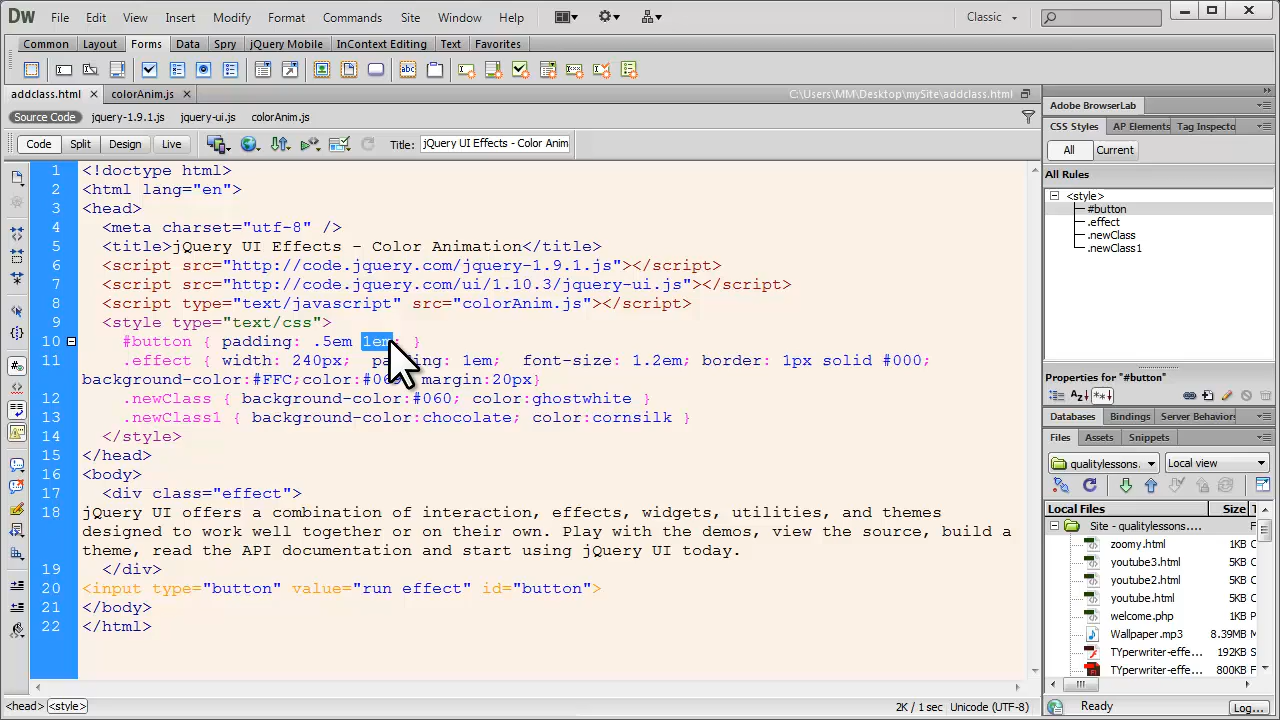 Dw File Edit View Insert Modify Format Commands Site Window Help Classic
Common Layout Forms Data Spry jQuery Mobile InContext Editing Text Favorites
addclass.html colorAnim.js C:\Users\MM\Desktop\mySite\addclass.html
Source Code jquery-1.9.1.js jquery-ui.js colorAnim.js
Code Split Design Live Title: jQuery UI Effects - Color Anim
1 <!doctype html>
2 <html lang="en">
3 <head>
4 <meta charset="utf-8" />
5 <title>jQuery UI Effects - Color Animation</title>
6 <script src="http://code.jquery.com/jquery-1.9.1.js"></script>
7 <script src="http://code.jquery.com/ui/1.10.3/jquery-ui.js"></script>
8 <script type="text/javascript" src="colorAnim.js"></script>
9 <style type="text/css">
10 #button { padding: .5em 1em; }
11 .effect { width: 240px; padding: 1em; font-size: 1.2em; border: 1px solid #000;
background-color:#FFC;color:#06 margin:20px}
12 .newClass { background-color:#060; color:ghostwhite }
13 .newClass1 { background-color:chocolate; color:cornsilk }
14 </style>
15 </head>
16 <body>
17 <div class="effect">
18 jQuery UI offers a combination of interaction, effects, widgets, utilities, and themes
designed to work well together or on their own. Play with the demos, view the source, build a
theme, read the API documentation and start using jQuery UI today.
19 </div>
20 <input type="button" value="run effect" id="button">
21 </body>
22 </html>
<head> <style> 2K / 1 sec Unicode (UTF-8)
Adobe BrowserLab
CSS Styles AP Elements Tag Inspecto
All Current
All Rules
<style>
#button
.effect
.newClass
.newClass1
Properties for "#button"
Databases Bindings Server Behaviors
Files Assets Snippets
qualitylessons. Local view
Local Files Size
Site - qualitylessons....
zoomy.html 1KB
youtube3.html 5KB
youtube2.html 5KB
youtube.html 5KB
welcome.php 1KB
Wallpaper.mp3 8.39MB
TYperwriter-effe... 192KB
TYperwriter-effe... 800KB
Ready Log...